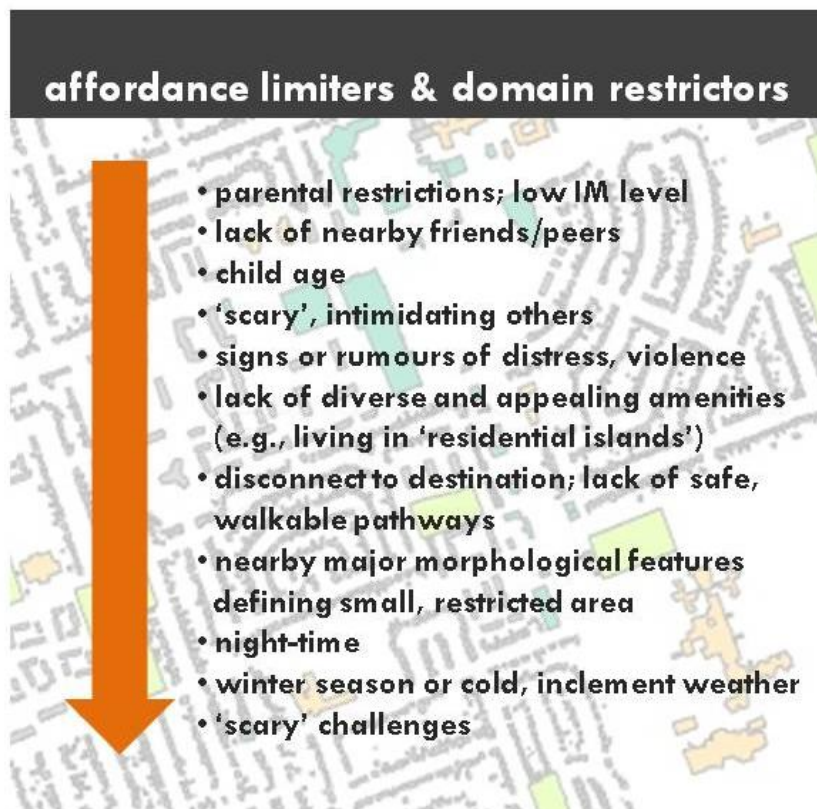 affordance limiters & domain restrictors
• parental restrictions; low IM level
• lack of nearby friends/peers
• child age
• ‘scary’, intimidating others
• signs or rumours of distress, violence
• lack of diverse and appealing amenities
(e.g., living in ‘residential islands’)
• disconnect to destination; lack of safe,
walkable pathways
• nearby major morphological features
defining small, restricted area
• night-time
• winter season or cold, inclement weather
• ‘scary’ challenges